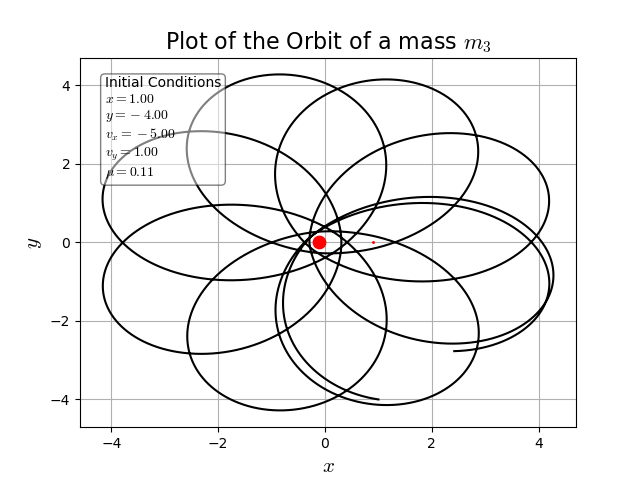 Plot of the Orbit of a mass $m_3$
Initial Conditions
$x = 1.00$
$y = -4.00$
$v_x = -5.00$
$v_y = 1.00$
$\mu = 0.11$
4
2
0
−2
−4
y
−4 −2 0 2 4
x